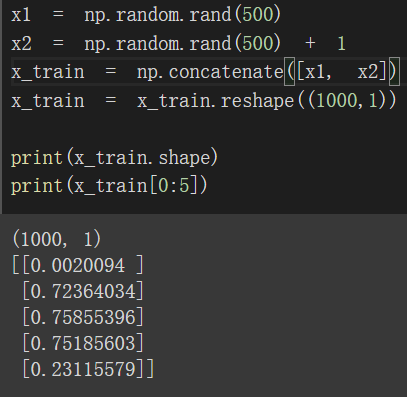 x1 = np.random.rand(500)
x2 = np.random.rand(500) + 1
x_train = np.concatenate([x1, x2])
x_train = x_train.reshape((1000,1))
print(x_train.shape)
print(x_train[0:5])
(1000, 1)
[[0.0020094 ]
[0.72364034]
[0.75855396]
[0.75185603]
[0.23115579]]